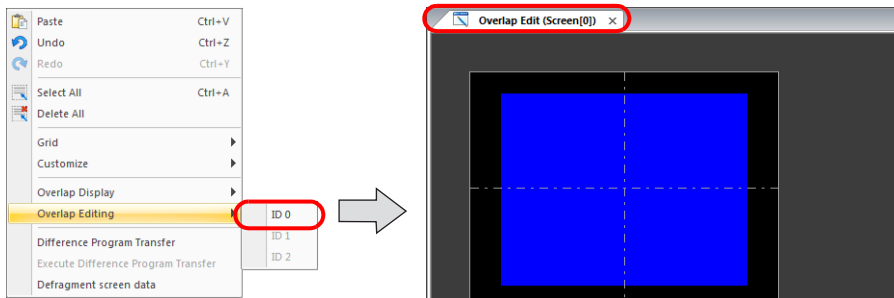 Paste Ctrl+V
Undo Ctrl+Z
Redo Ctrl+Y
Select All Ctrl+A
Delete All
Grid
Customize
Overlap Display
Overlap Editing
ID 0
ID 1
ID 2
Difference Program Transfer
Execute Difference Program Transfer
Defragment screen data
Overlap Edit (Screen[0]) ×